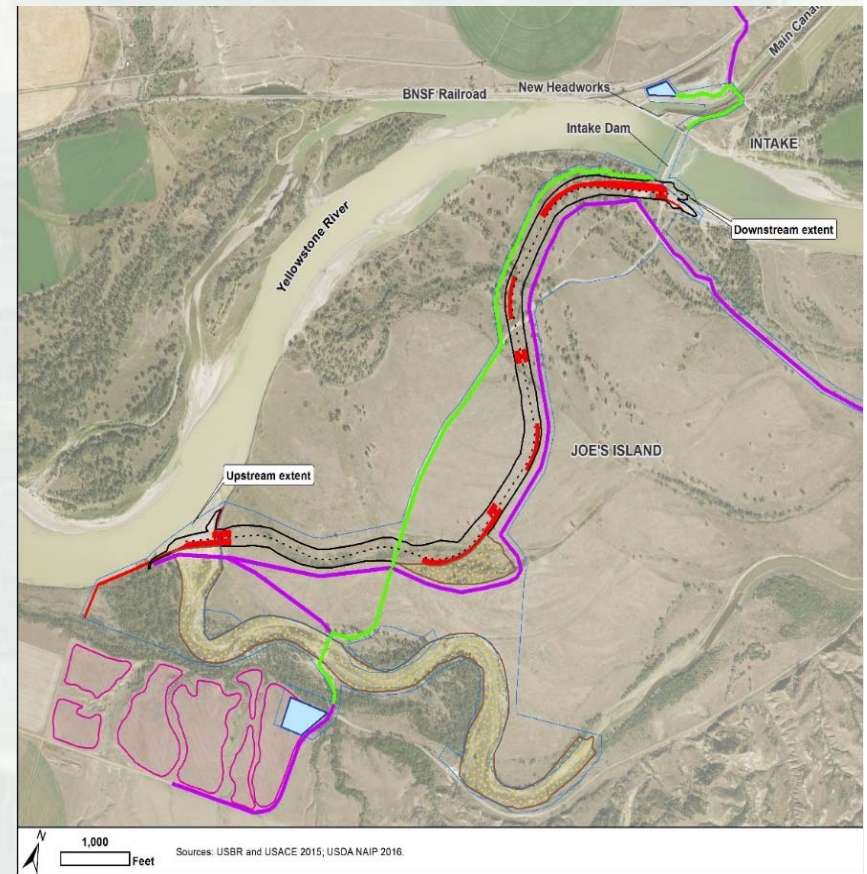 Main Canal
BNSF Railroad
New Headworks
Intake Dam
INTAKE
Downstream extent
Yellowstone River
JOE'S ISLAND
Upstream extent
N
1,000
Feet
Sources: USBR and USACE 2015; USDA NAIP 2016.